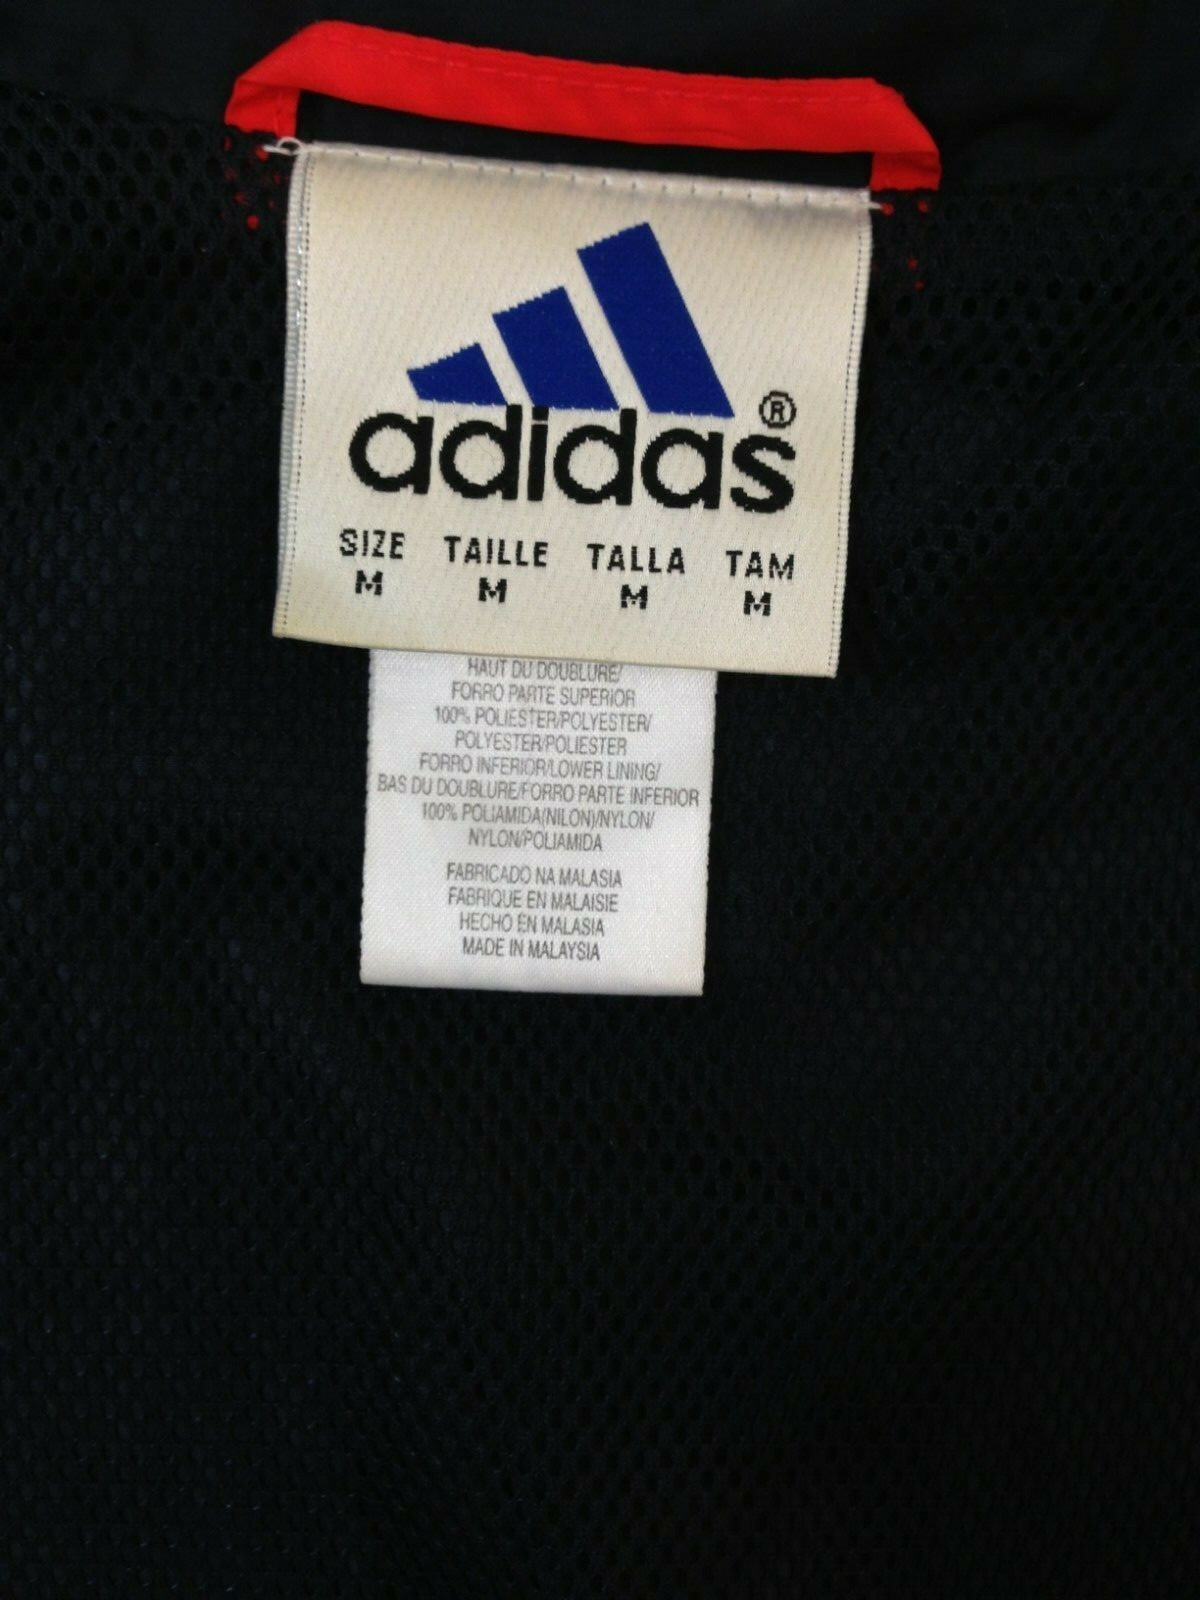 adidas®
SIZE TAILLE TALLA TAM
M M M M
HAUT DU DOUBLURE/
FORRO PARTE SUPERIOR
100% POLIESTER/POLYESTER/
POLYESTER/POLIESTER
FORRO INFERIOR/LOWER LINING/
BAS DU DOUBLURE/FORRO PARTE INFERIOR
100% POLIAMIDA(NILON)/NYLON/
NYLON/POLIAMIDA
FABRICADO NA MALASIA
FABRIQUE EN MALAISIE
HECHO EN MALASIA
MADE IN MALAYSIA